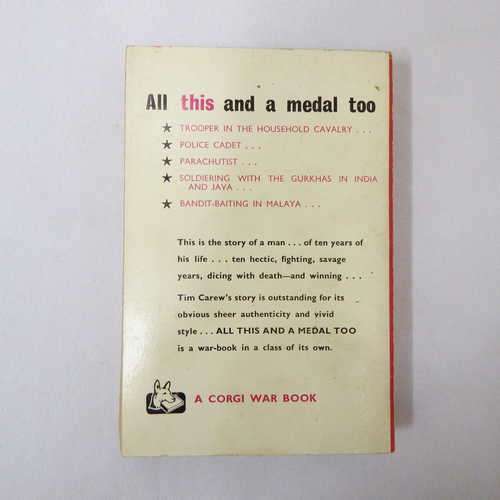 All this and a medal too
★ TROOPER IN THE HOUSEHOLD CAVALRY . . .
★ POLICE CADET . . .
★ PARACHUTIST . . .
★ SOLDIERING WITH THE GURKHAS IN INDIA
AND JAVA . . .
★ BANDIT-BAITING IN MALAYA . . .
This is the story of a man . . . of ten years of
his life . . . ten hectic, fighting, savage
years, dicing with death—and winning . . .
Tim Carew's story is outstanding for its
obvious sheer authenticity and vivid
style . . . ALL THIS AND A MEDAL TOO
is a war-book in a class of its own.
A CORGI WAR BOOK